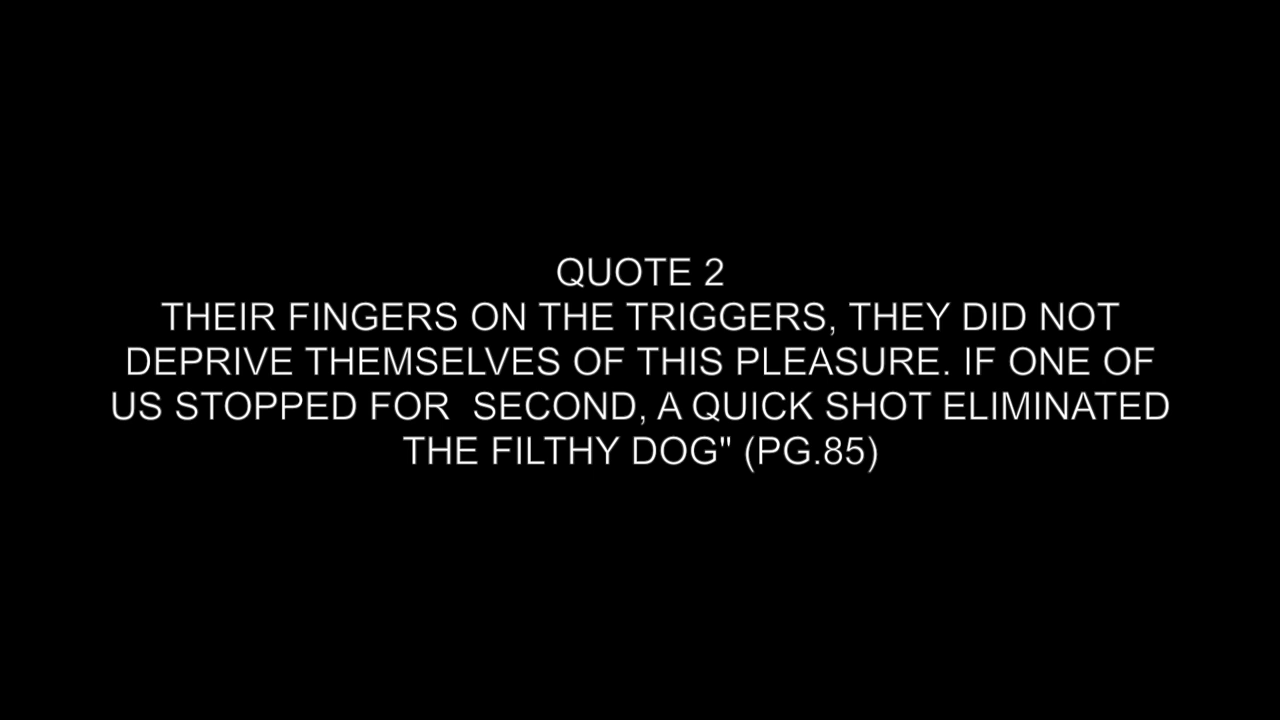 QUOTE 2
THEIR FINGERS ON THE TRIGGERS, THEY DID NOT
DEPRIVE THEMSELVES OF THIS PLEASURE. IF ONE OF
US STOPPED FOR  SECOND, A QUICK SHOT ELIMINATED
THE FILTHY DOG" (PG.85)